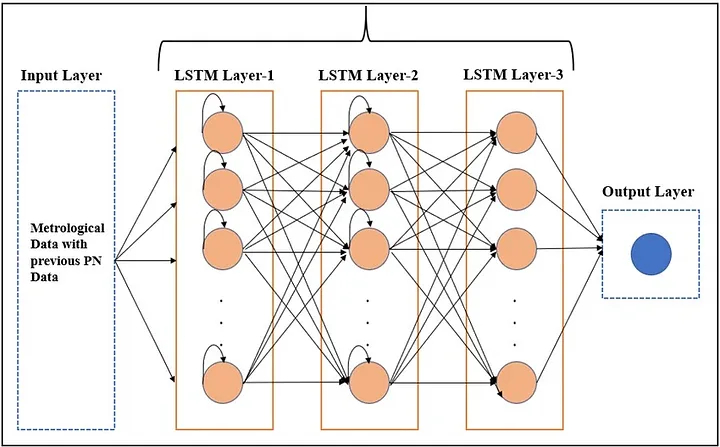 Input Layer
LSTM Layer-1
LSTM Layer-2
LSTM Layer-3
Metrological
Data with
previous PN
Data
Output Layer